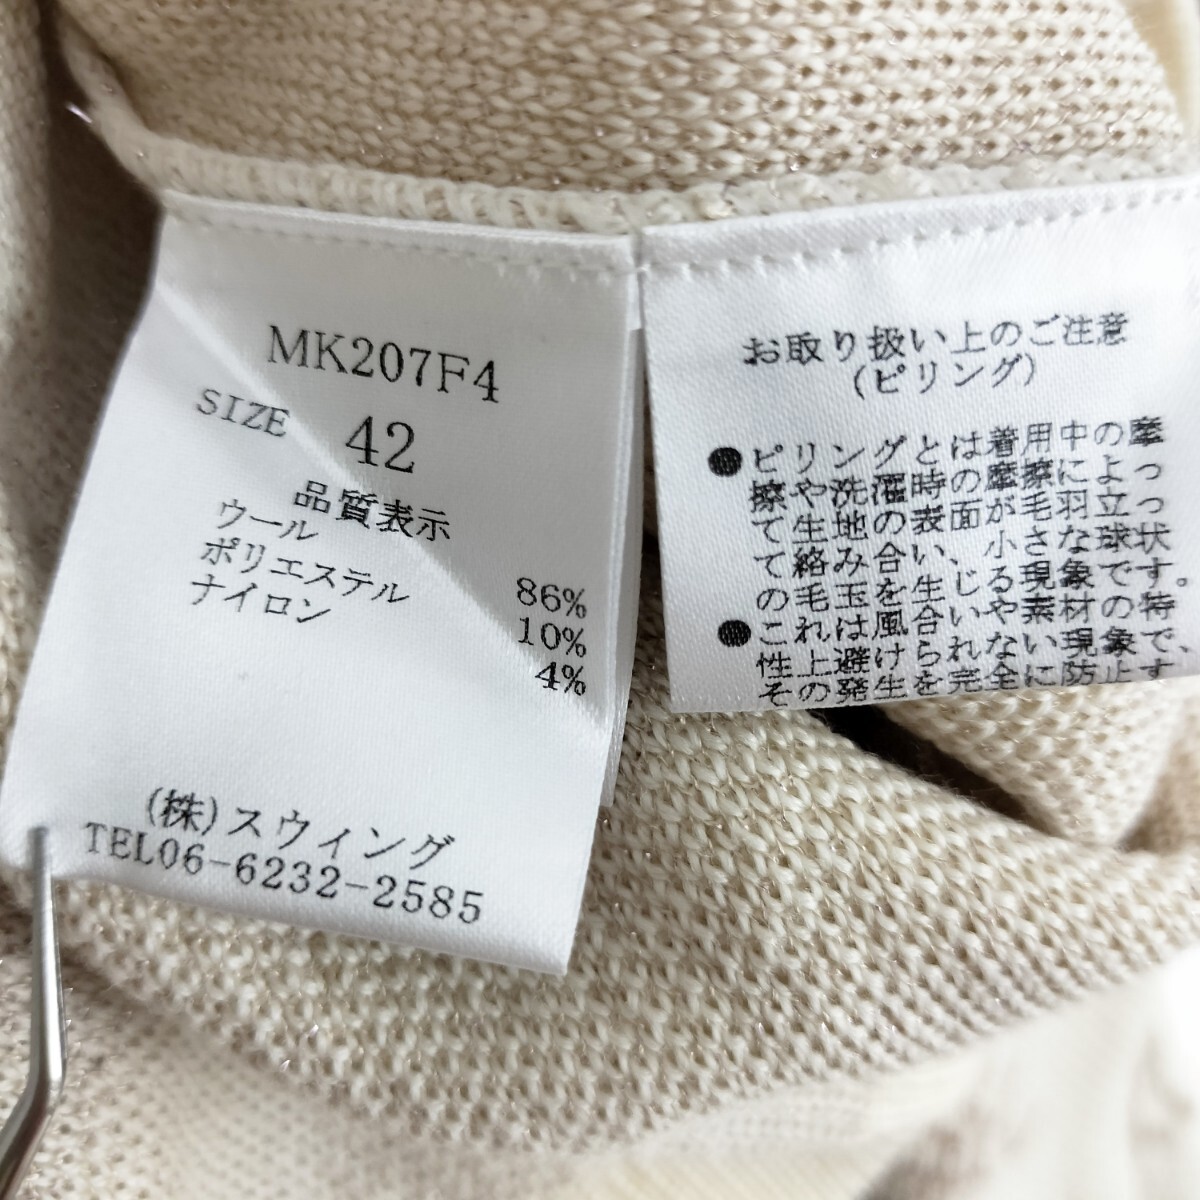 MK207F4
SIZE 42
品質表示
ウール 86%
ポリエステル 10%
ナイロン 4%
(株)スウイング
TEL06-6232-2585
お取り扱い上のご注意
(ピリング)
●ピリングとは着用中の摩
擦や洗濯時の摩擦によっ
て生地の表面が毛羽立っ
て絡み合い、小さな球状
の毛玉を生じる現象です。
●これは風合いや素材の特
性上避けられない現象で、
その発生を完全に防止す